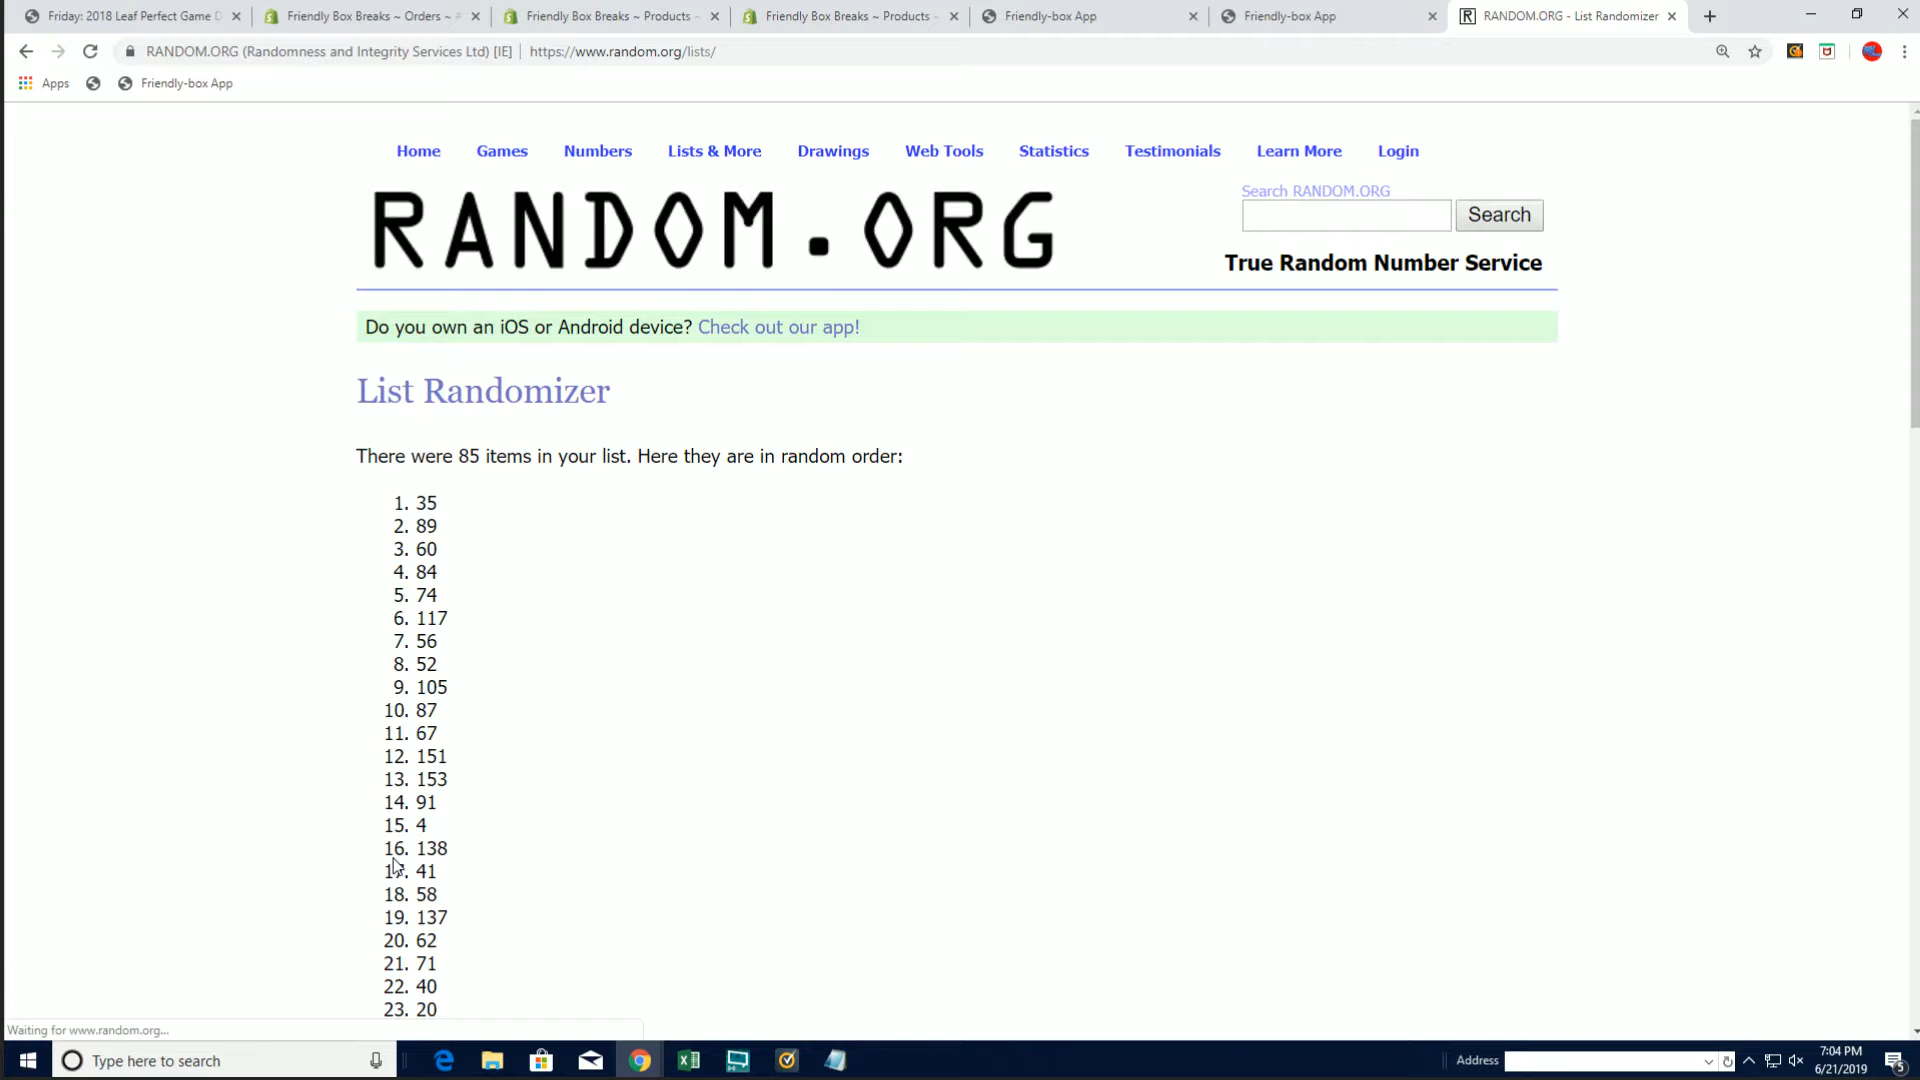 Friday: 2018 Leaf Perfect Game D
Friendly Box Breaks ~ Orders ~
Friendly Box Breaks ~ Products ~
Friendly Box Breaks ~ Products ~
Friendly-box App
Friendly-box App
RANDOM.ORG - List Randomizer
RANDOM.ORG (Randomness and Integrity Services Ltd) [IE] | https://www.random.org/lists/
Apps
Friendly-box App
Home Games Numbers Lists & More Drawings Web Tools Statistics Testimonials Learn More Login
RANDOM.ORG
Search RANDOM.ORG
Search
True Random Number Service
Do you own an iOS or Android device? Check out our app!
List Randomizer
There were 85 items in your list. Here they are in random order:
1. 35
2. 89
3. 60
4. 84
5. 74
6. 117
7. 56
8. 52
9. 105
10. 87
11. 67
12. 151
13. 153
14. 91
15. 4
16. 138
17. 41
18. 58
19. 137
20. 62
21. 71
22. 40
23. 20
Waiting for www.random.org...
Type here to search
Address
7:04 PM
6/21/2019
5